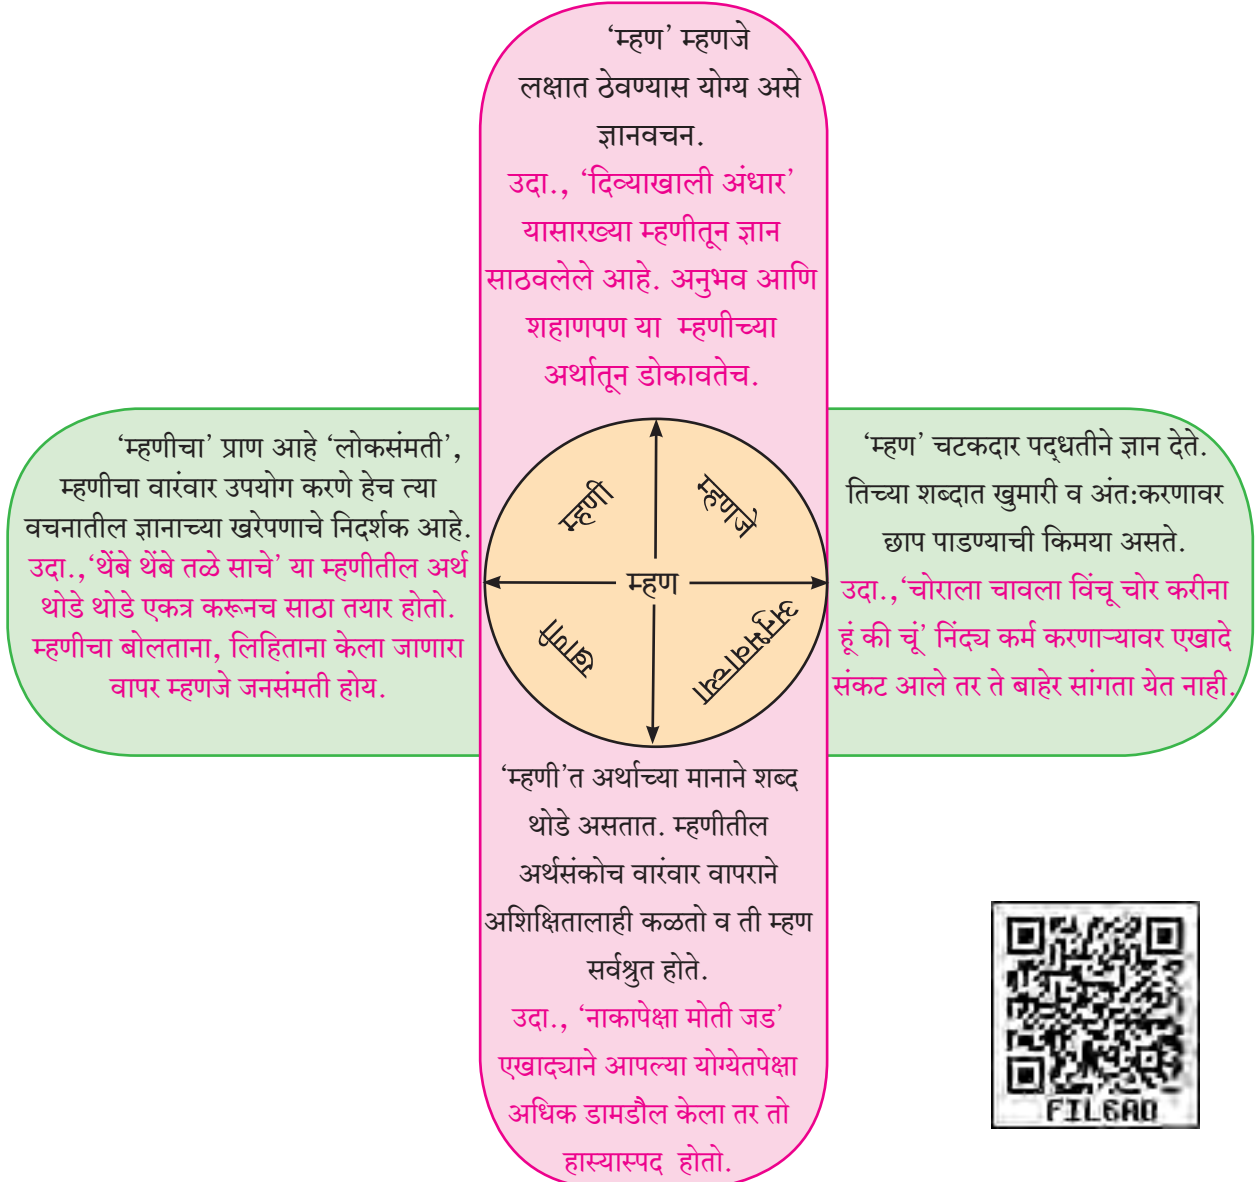 ‘म्हण’ म्हणजे
लक्षात ठेवण्यास योग्य असे
ज्ञानवचन.
उदा., ‘दिव्याखाली अंधार’
यासारख्या म्हणीतून ज्ञान
साठवलेले आहे. अनुभव आणि
शहाणपण या म्हणीच्या
अर्थातून डोकावतेच.
‘म्हणीचा’ प्राण आहे ‘लोकसंमती’,
म्हणीचा वारंवार उपयोग करणे हेच त्या
वचनातील ज्ञानाच्या खरेपणाचे निदर्शक आहे.
उदा.,‘थेंबे थेंबे तळे साचे’ या म्हणीतील अर्थ
थोडे थोडे एकत्र करूनच साठा तयार होतो.
म्हणीचा बोलताना, लिहिताना केला जाणारा
वापर म्हणजे जनसंमती होय.
म्हणी
म्हणजे
म्हण
अनुभवाच्या
खाणी
‘म्हण’ चटकदार पद्धतीने ज्ञान देते.
तिच्या शब्दात खुमारी व अंत:करणावर
छाप पाडण्याची किमया असते.
उदा.,‘चोराला चावला विंचू चोर करीना
हूं की चूं’ निंद्य कर्म करणाऱ्यावर एखादे
संकट आले तर ते बाहेर सांगता येत नाही.
‘म्हणी’त अर्थाच्या मानाने शब्द
थोडे असतात. म्हणीतील
अर्थसंकोच वारंवार वापराने
अशिक्षितालाही कळतो व ती म्हण
सर्वश्रुत होते.
उदा., ‘नाकापेक्षा मोती जड’
एखाद्याने आपल्या योग्येतपेक्षा
अधिक डामडौल केला तर तो
हास्यास्पद होतो.
FIL6AD